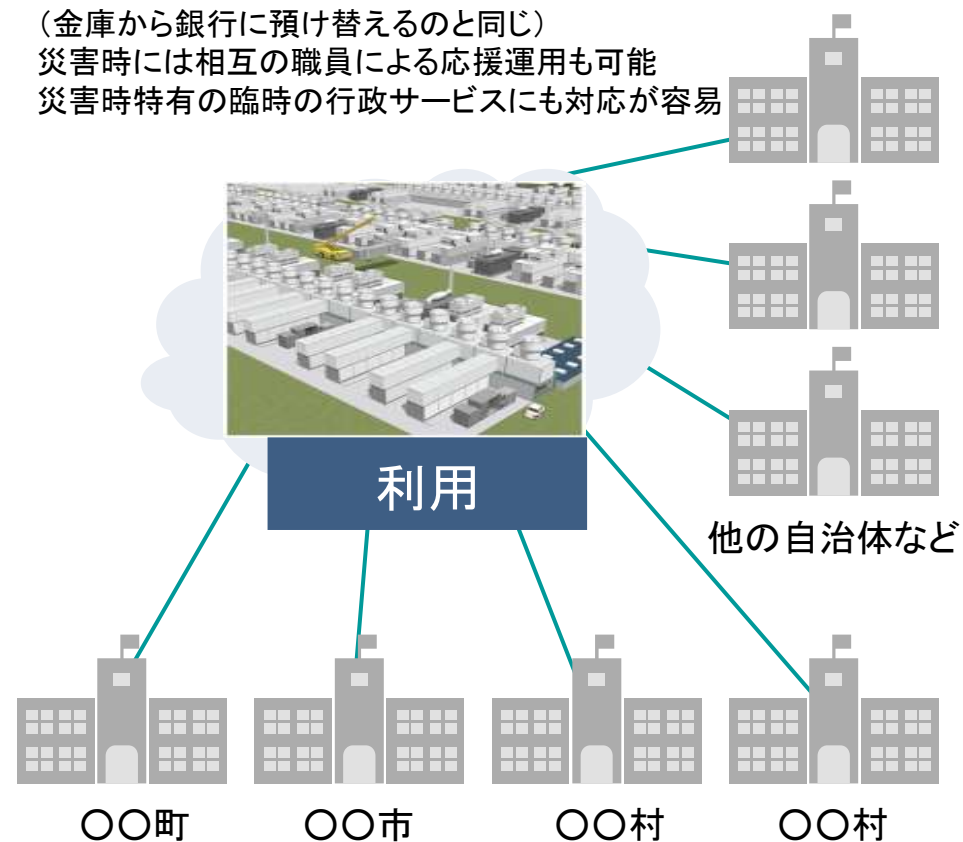 （金庫から銀行に預け替えるのと同じ）
災害時には相互の職員による応援運用も可能
災害時特有の臨時の行政サービスにも対応が容易
利用
他の自治体など
〇〇町
〇〇市
〇〇村
〇〇村